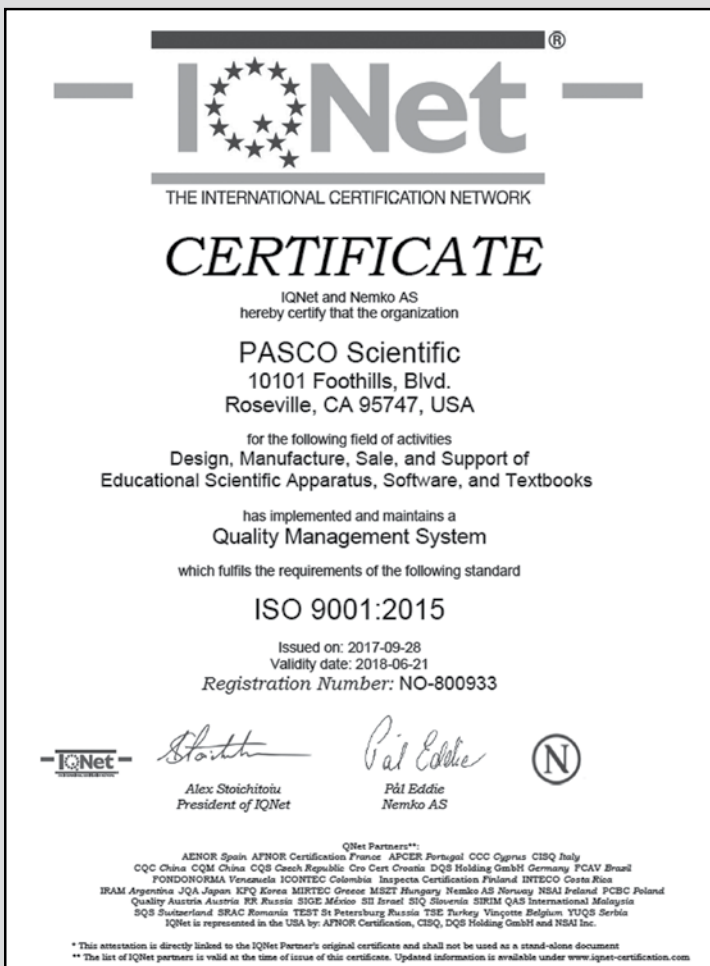 IQNet®
THE INTERNATIONAL CERTIFICATION NETWORK
CERTIFICATE
IQNet and Nemko AS
hereby certify that the organization
PASCO Scientific
10101 Foothills, Blvd.
Roseville, CA 95747, USA
for the following field of activities
Design, Manufacture, Sale, and Support of
Educational Scientific Apparatus, Software, and Textbooks
has implemented and maintains a
Quality Management System
which fulfils the requirements of the following standard
ISO 9001:2015
Issued on: 2017-09-28
Validity date: 2018-06-21
Registration Number: NO-800933
IQNet
Pål Eddie
N
Alex Stoichitoiu
President of IQNet
Pål Eddie
Nemko AS
QNet Partners**:
AENOR Spain AFNOR Certification France APCER Portugal CCC Cyprus CISQ Italy
CQC China CQM China CQS Czech Republic Cro Cert Croatia DQS Holding GmbH Germany FCAV Brazil
FONDONORMA Venezuela ICONTEC Colombia Inspecta Certification Finland INTECO Costa Rica
IRAM Argentina JQA Japan KFQ Korea MIRTEC Greece MSZT Hungary Nemko AS Norway NSAI Ireland PCBC Poland
Quality Austria Austria RR Russia SIGE México SII Israel SIQ Slovenia SIRIM QAS International Malaysia
SQS Switzerland SRAC Romania TEST St Petersburg Russia TSE Turkey Vinçotte Belgium YUQS Serbia
IQNet is represented in the USA by: AFNOR Certification, CISQ, DQS Holding GmbH and NSAI Inc.
* This attestation is directly linked to the IQNet Partner's original certificate and shall not be used as a stand-alone document
** The list of IQNet partners is valid at the time of issue of this certificate. Updated information is available under www.iqnet-certification.com